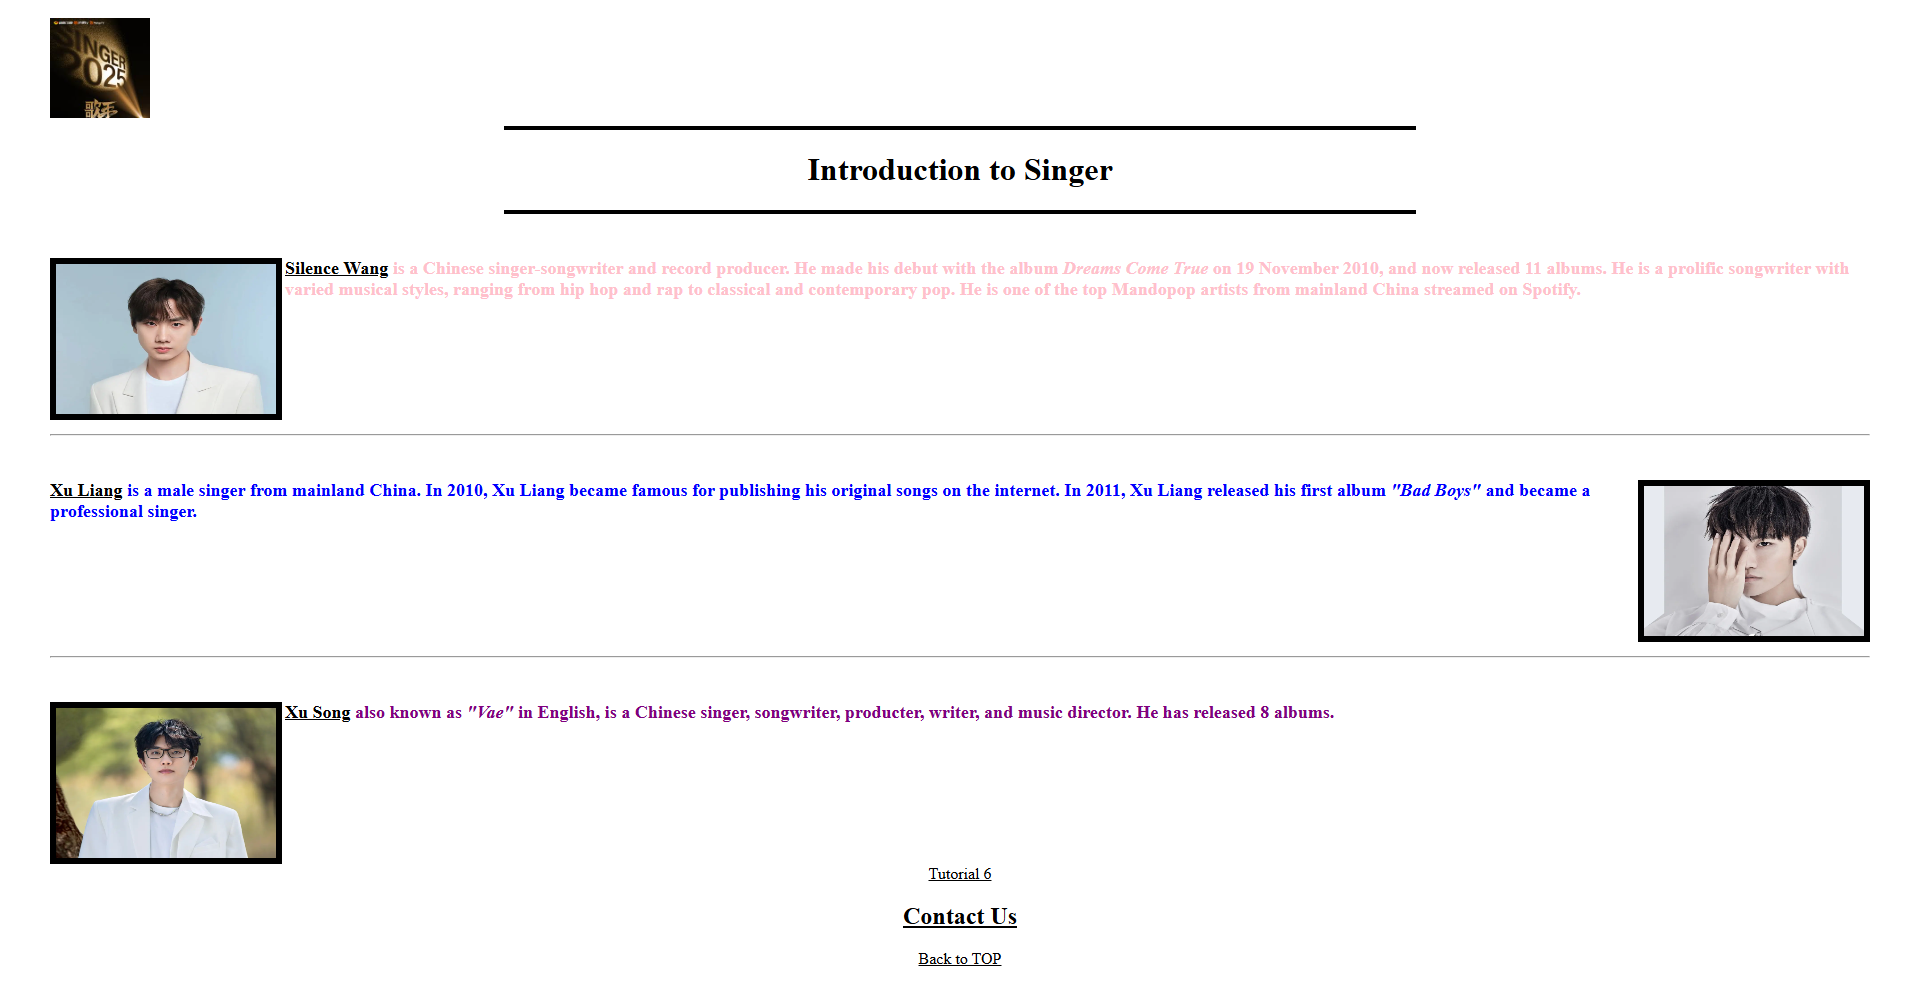 SINGER
2025
歌手
Introduction to Singer
Silence Wang is a Chinese singer-songwriter and record producer. He made his debut with the album Dreams Come True on 19 November 2010, and now released 11 albums. He is a prolific songwriter with
varied musical styles, ranging from hip hop and rap to classical and contemporary pop. He is one of the top Mandopop artists from mainland China streamed on Spotify.
Xu Liang is a male singer from mainland China. In 2010, Xu Liang became famous for publishing his original songs on the internet. In 2011, Xu Liang released his first album "Bad Boys" and became a
professional singer.
Xu Song also known as "Vae" in English, is a Chinese singer, songwriter, producter, writer, and music director. He has released 8 albums.
Tutorial 6
Contact Us
Back to TOP